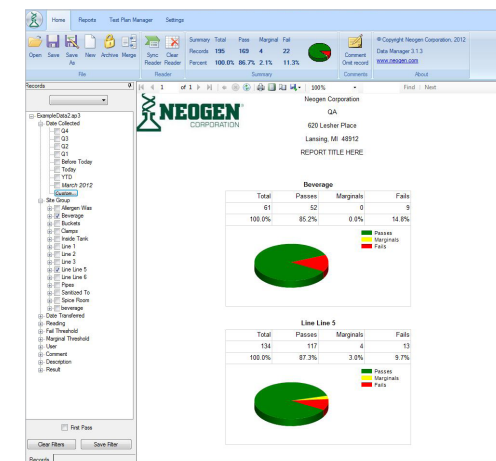 Home Reports Test Plan Manager Settings
Summary Total Pass Marginal Fail
Records 195 169 4 22
Percent 100.0% 86.7% 2.1% 11.3%
© Copyright Neogen Corporation, 2012
Data Manager 3.1.3
www.neogen.com
Open Save Save As New Archive Merge
Sync Reader Clear Reader
Comment Omit record
File Reader Summary Comments About
Records
1 of 1 100% Find | Next
ExampleData2.ap3
Date Collected
Q4
Q3
Q2
Q1
Before Today
Today
YTD
March 2012
Custom...
Site Group
Allergen Was
Beverage
Buckets
Clamps
Inside Tank
Line 1
Line 2
Line 3
Line Line 5
Line Line 6
Pipes
Sanitized To
Spice Room
beverage
Date Transferred
Reading
Fail Threshold
Marginal Threshold
User
Comment
Description
Result
First Pass
Clear Filters Save Filter
Records
NEOGEN
CORPORATION
Neogen Corporation
QA
620 Lesher Place
Lansing, MI 48912
REPORT TITLE HERE
Beverage
Total Passes Marginals Fails
61 52 0 9
100.0% 85.2% 0.0% 14.8%
Passes
Marginals
Fails
Line Line 5
Total Passes Marginals Fails
134 117 4 13
100.0% 87.3% 3.0% 9.7%
Passes
Marginals
Fails